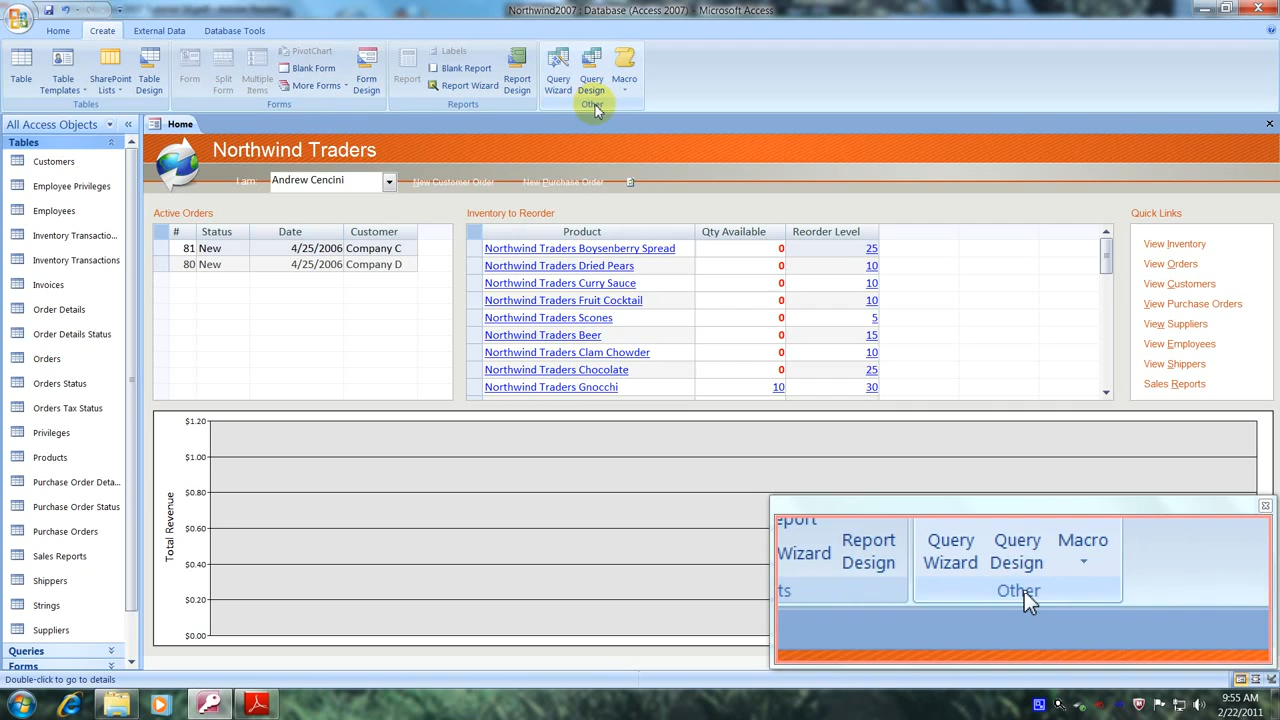 Northwind2007 : Database (Access 2007) - Microsoft Access
Home Create External Data Database Tools
Table
Table Templates
SharePoint Lists
Table Design
Tables
Form
Split Form
Multiple Items
PivotChart
Blank Form
More Forms
Form Design
Forms
Report
Labels
Blank Report
Report Wizard
Report Design
Reports
Query Wizard
Query Design
Macro
Other
All Access Objects
Tables
Customers
Employee Privileges
Employees
Inventory Transactio...
Inventory Transactions
Invoices
Order Details
Order Details Status
Orders
Orders Status
Orders Tax Status
Privileges
Products
Purchase Order Deta...
Purchase Order Status
Purchase Orders
Sales Reports
Shippers
Strings
Suppliers
Queries
Forms
Home
Northwind Traders
I am: Andrew Cencini New Customer Order New Purchase Order
Active Orders
# Status Date Customer
81 New 4/25/2006 Company C
80 New 4/25/2006 Company D
Inventory to Reorder
Product Qty Available Reorder Level
Northwind Traders Boysenberry Spread 0 25
Northwind Traders Dried Pears 0 10
Northwind Traders Curry Sauce 0 10
Northwind Traders Fruit Cocktail 0 10
Northwind Traders Scones 0 5
Northwind Traders Beer 0 15
Northwind Traders Clam Chowder 0 10
Northwind Traders Chocolate 0 25
Northwind Traders Gnocchi 10 30
Quick Links
View Inventory
View Orders
View Customers
View Purchase Orders
View Suppliers
View Employees
View Shippers
Sales Reports
Total Revenue
$1.20
$1.00
$0.80
$0.60
$0.40
$0.20
$0.00
Wizard
Report Design
Query Wizard
Query Design
Macro
ts
Other
Double-click to go to details
9:55 AM
2/22/2011